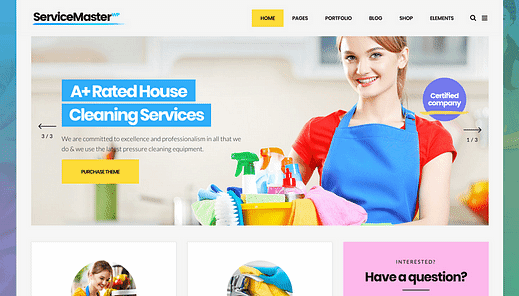 ServiceMasterWP
HOME PAGES PORTFOLIO BLOG SHOP ELEMENTS
A+ Rated House
Cleaning Services
We are committed to excellence and professionalism in all that we
do & we use the latest pressure cleaning equipment.
PURCHASE THEME
3 / 3
Certified
company
1 / 3
INTERESTED?
Have a question?